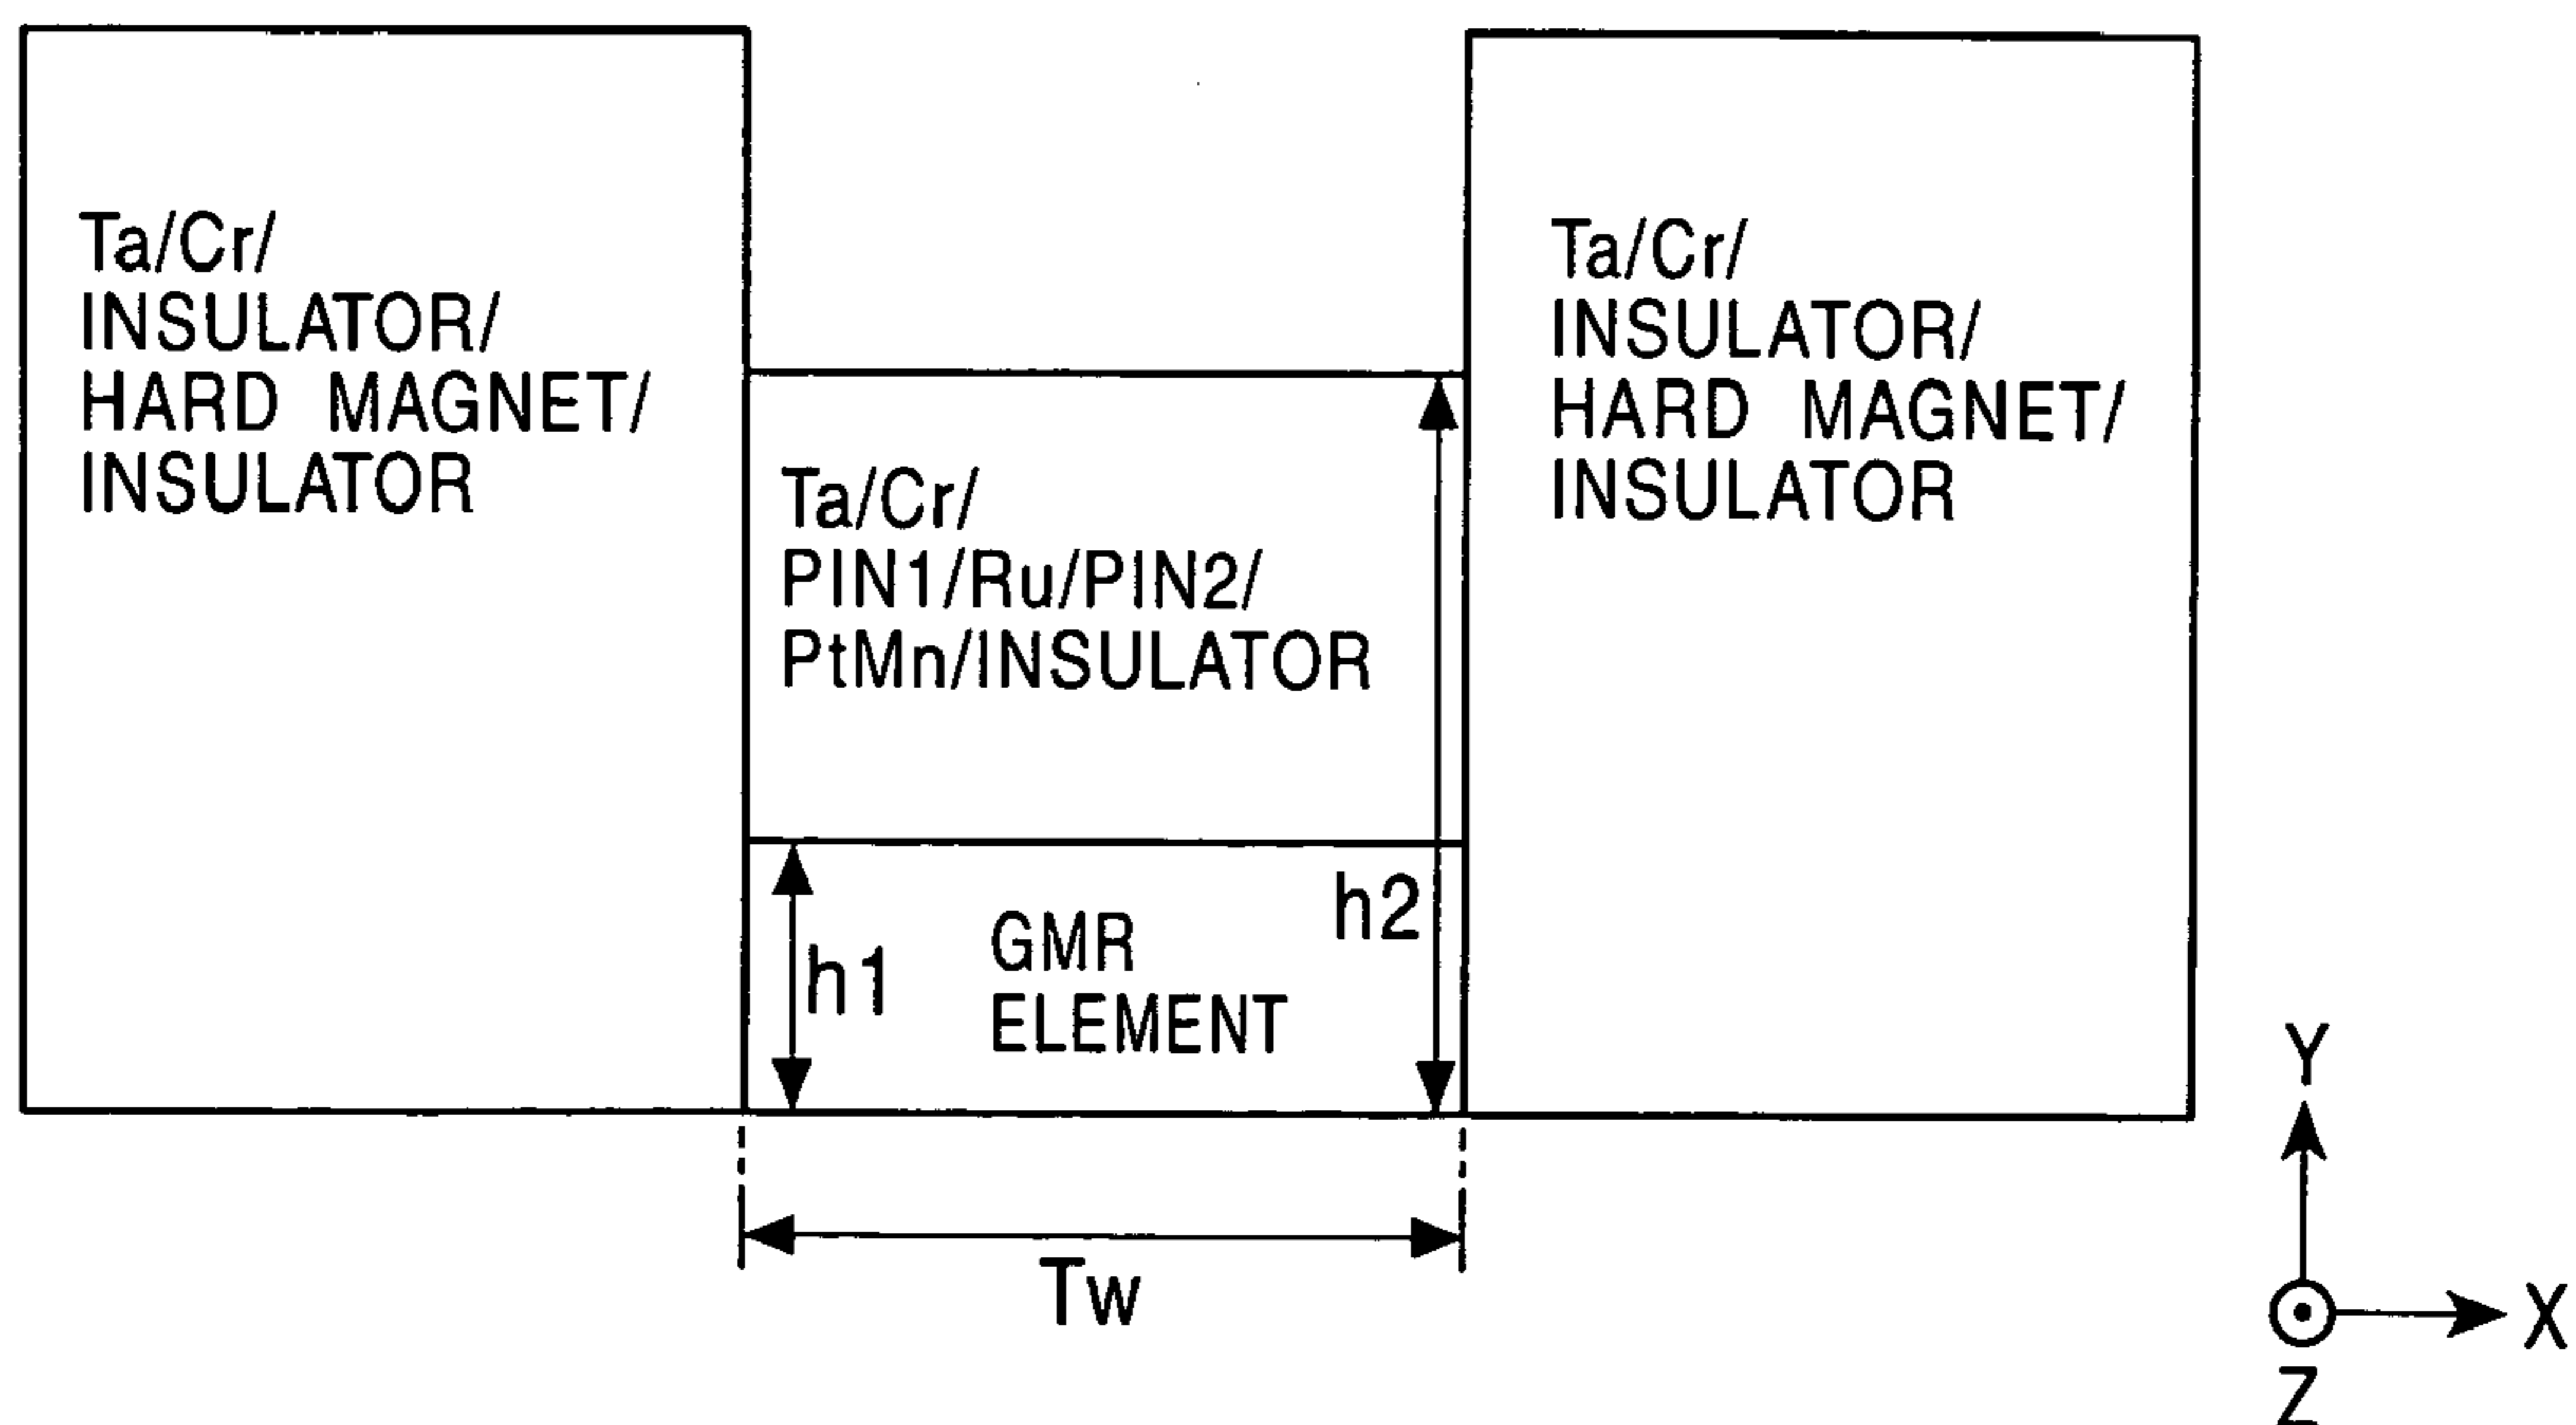 Ta/Cr/
INSULATOR/
HARD MAGNET/
INSULATOR
Ta/Cr/
PIN1/Ru/PIN2/
PtMn/INSULATOR
Ta/Cr/
INSULATOR/
HARD MAGNET/
INSULATOR
h1
GMR
ELEMENT
h2
Tw
Y
X
Z